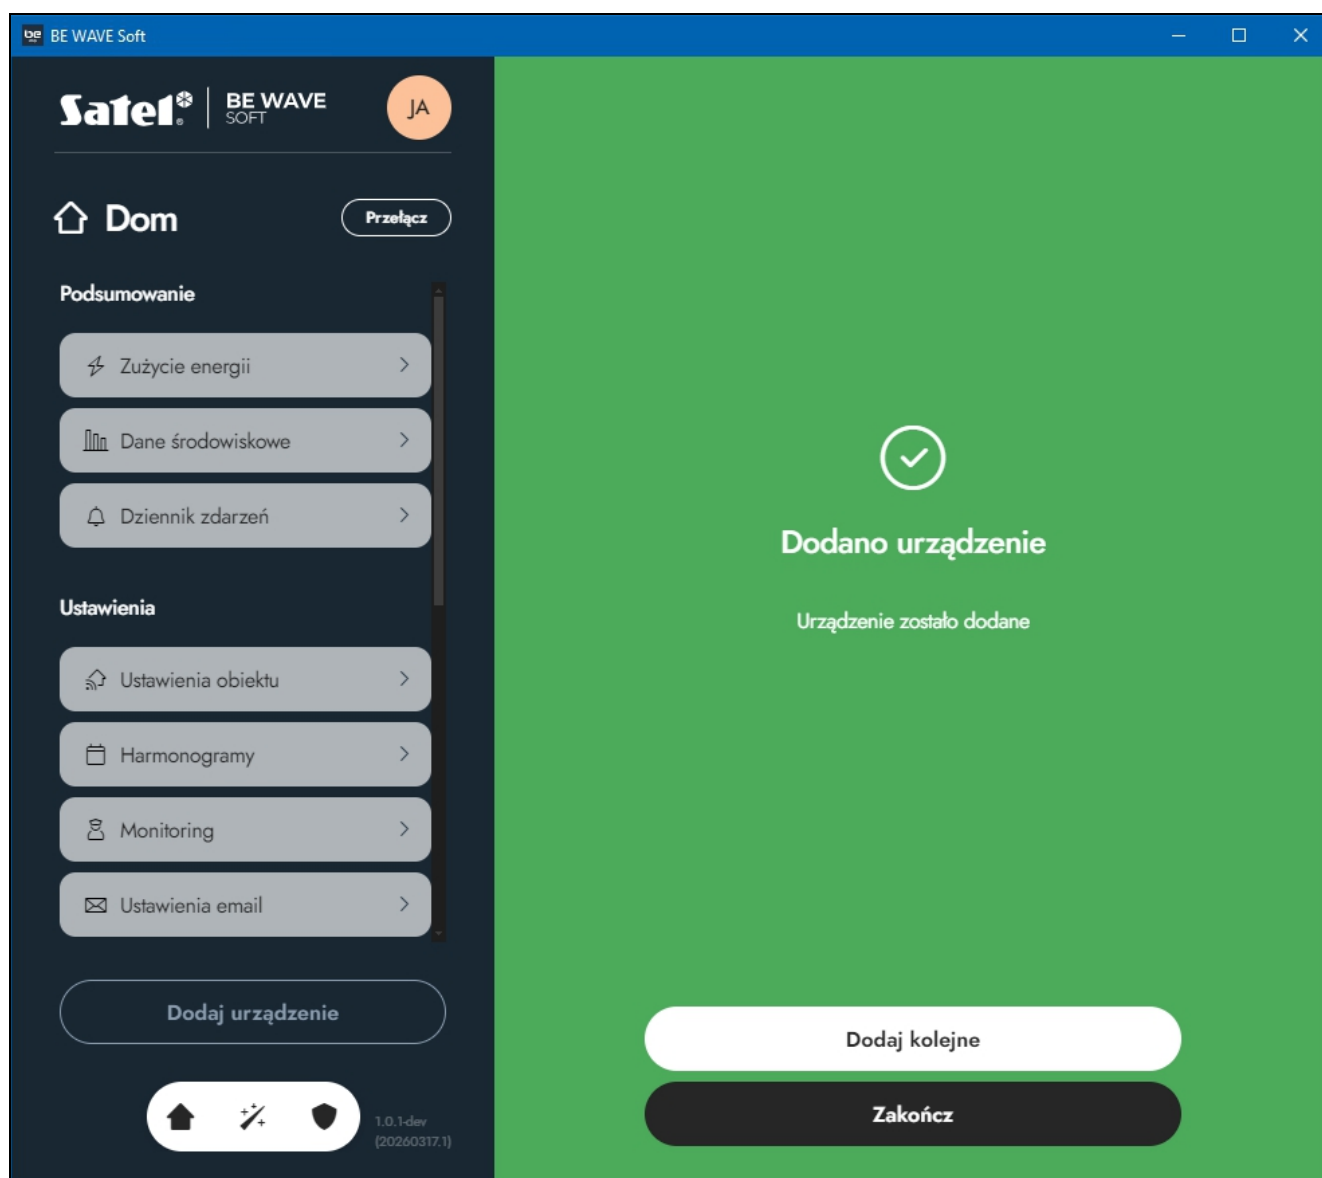 be BE WAVE Soft
Satel® BE WAVE SOFT JA
Dom Przełącz
Podsumowanie
Zużycie energii
Dane środowiskowe
Dziennik zdarzeń
Ustawienia
Ustawienia obiektu
Harmonogramy
Monitoring
Ustawienia email
Dodaj urządzenie
1.0.1-dev
(20260317.1)
Dodano urządzenie
Urządzenie zostało dodane
Dodaj kolejne
Zakończ